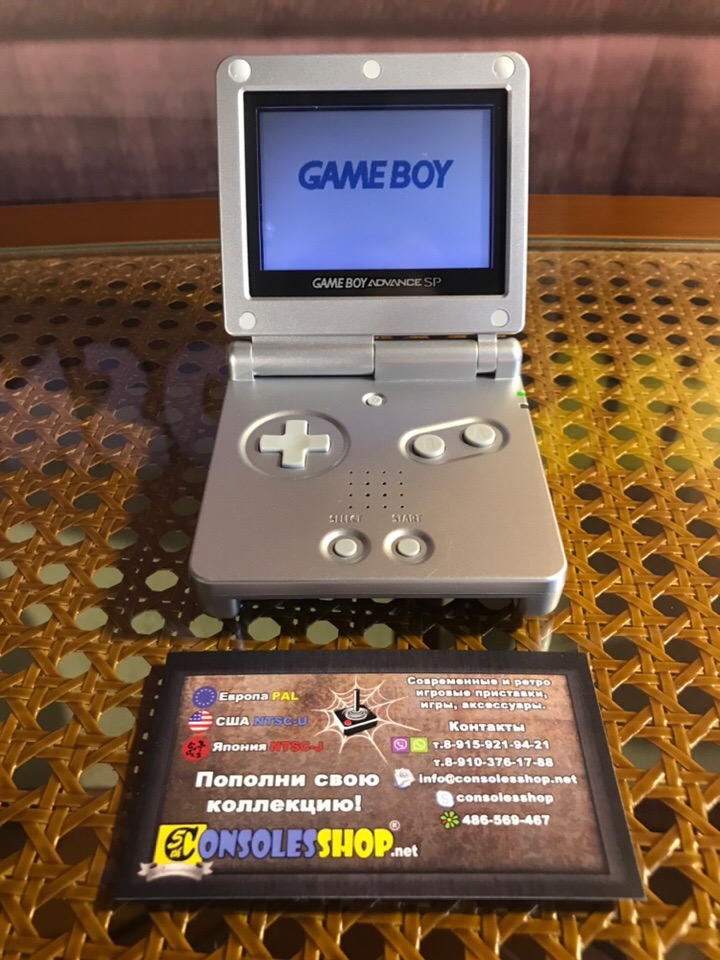 GAME BOY
GAME BOY ADVANCE SP
SELECT START
Европа PAL
США NTSC-U
Япония NTSC-J
Пополни свою
коллекцию!
CONSOLESSHOP.net®
Современные и ретро
игровые приставки,
игры, аксессуары.
Контакты
т.8-915-921-94-21
т.8-910-376-17-88
info@consolesshop.net
consolesshop
486-569-467